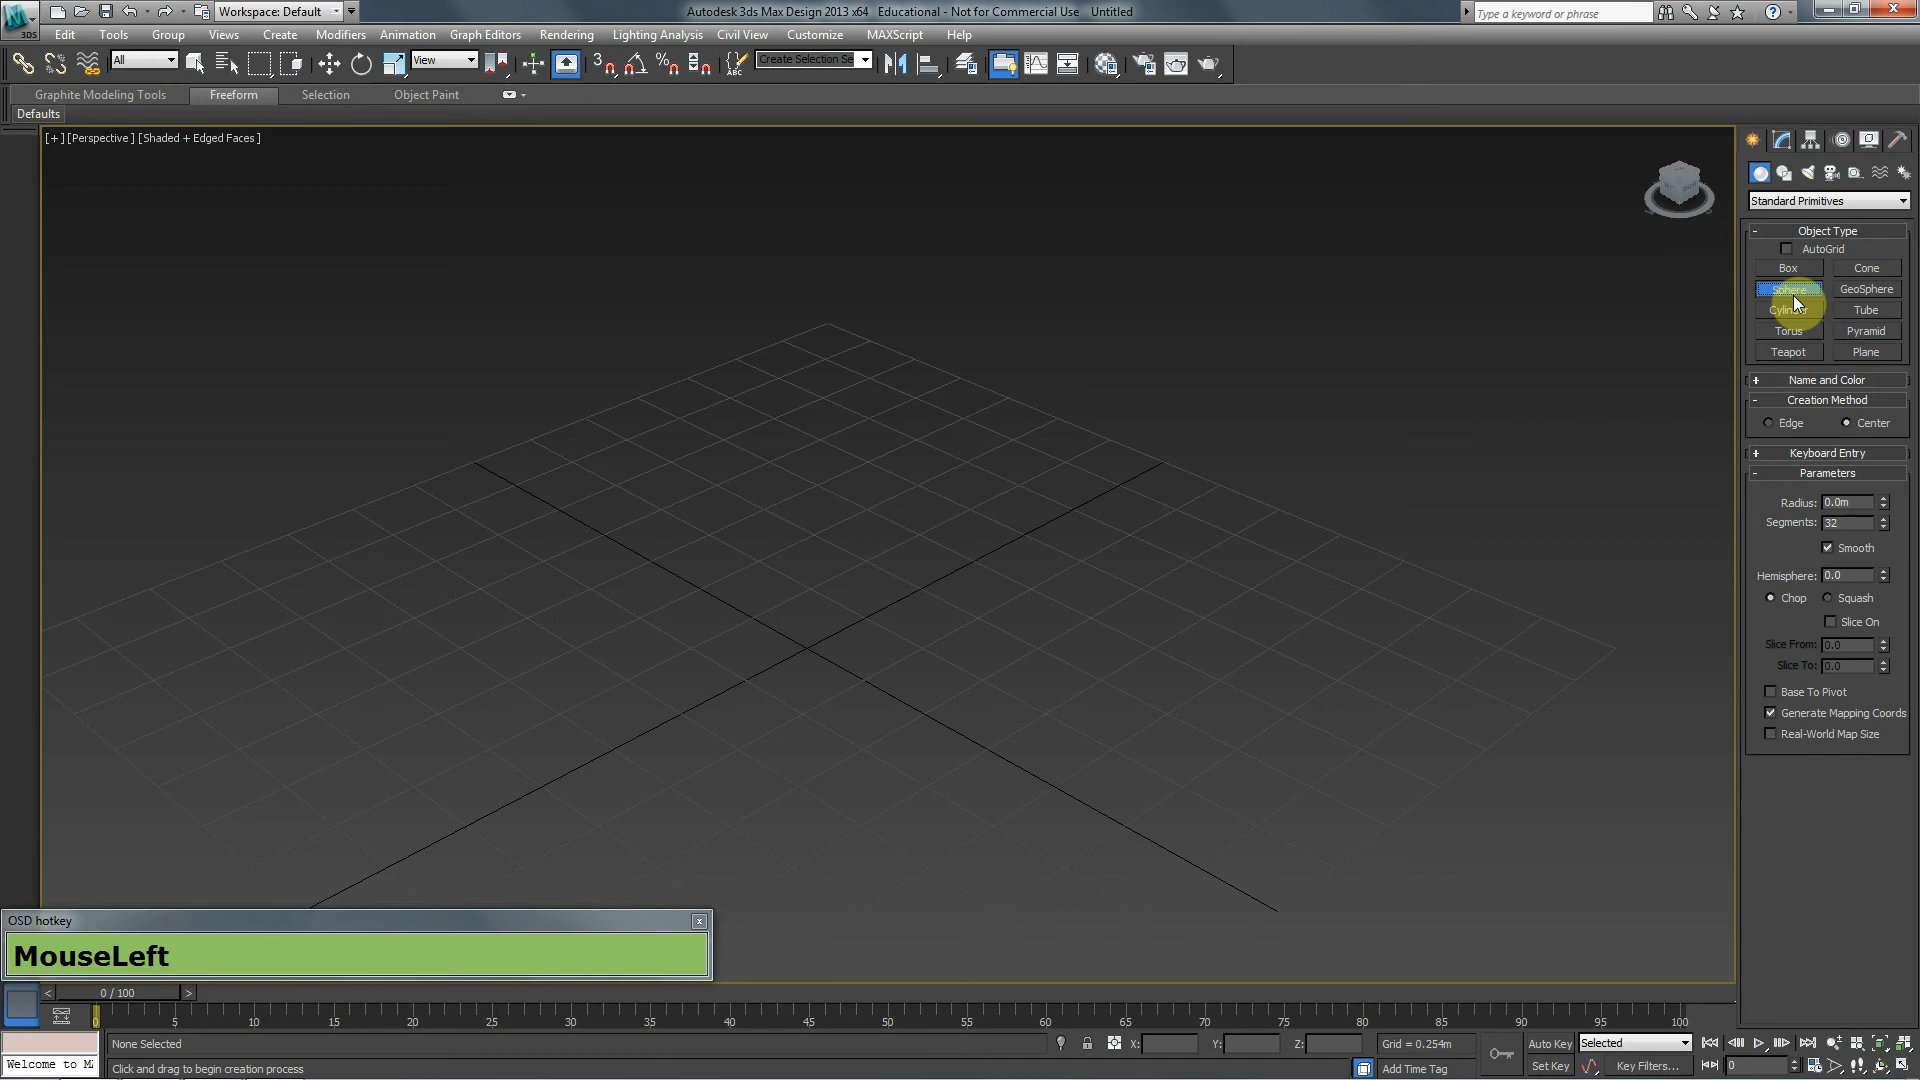 Workspace: Default
Autodesk 3ds Max Design 2013 x64 Educational - Not for Commercial Use Untitled
Type a keyword or phrase
3DS
Edit Tools Group Views Create Modifiers Animation Graph Editors Rendering Lighting Analysis Civil View Customize MAXScript Help
All View 3 ABC Create Selection Se
Graphite Modeling Tools Freeform Selection Object Paint
Defaults
[+][Perspective][Shaded + Edged Faces]
Standard Primitives
- Object Type
AutoGrid
Box Cone
Sphere GeoSphere
Cylinder Tube
Torus Pyramid
Teapot Plane
+ Name and Color
- Creation Method
Edge Center
+ Keyboard Entry
- Parameters
Radius: 0.0m
Segments: 32
Smooth
Hemisphere: 0.0
Chop Squash
Slice On
Slice From: 0.0
Slice To: 0.0
Base To Pivot
Generate Mapping Coords
Real-World Map Size
OSD hotkey x
MouseLeft
< 0 / 100 >
0 5 10 15 20 25 30 35 40 45 50 55 60 65 70 75 80 85 90 95 100
None Selected X: Y: Z: Grid = 0.254m Auto Key Selected
Welcome to M Click and drag to begin creation process Add Time Tag Set Key Key Filters... 0